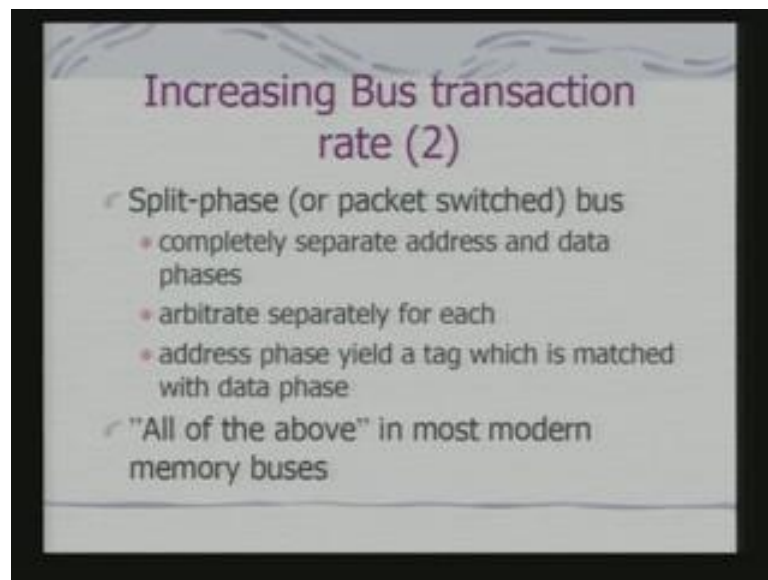 Increasing Bus transaction
rate (2)
Split-phase (or packet switched) bus
completely separate address and data
phases
arbitrate separately for each
address phase yield a tag which is matched
with data phase
"All of the above" in most modern
memory buses